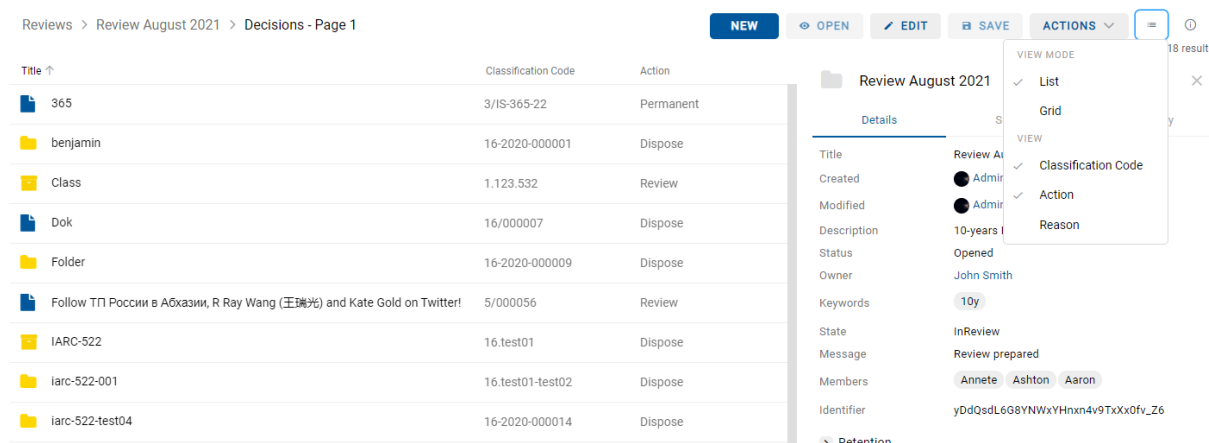 Reviews > Review August 2021 > Decisions - Page 1
NEW OPEN EDIT SAVE ACTIONS
18 result
Title ↑ Classification Code Action
365 3/IS-365-22 Permanent
benjamin 16-2020-000001 Dispose
Class 1.123.532 Review
Dok 16/000007 Dispose
Folder 16-2020-000009 Dispose
Follow ТП России в Абхазии, R Ray Wang (王瑞光) and Kate Gold on Twitter! 5/000056 Review
IARC-522 16.test01 Dispose
iarc-522-001 16.test01-test02 Dispose
iarc-522-test04 16-2020-000014 Dispose
Review August 2021
Details S y
Title Review Au
Created Admin
Modified Admin
Description 10-years
Status Opened
Owner John Smith
Keywords 10y
State InReview
Message Review prepared
Members Annete Ashton Aaron
Identifier yDdQsdL6G8YNWxYHnxn4v9TxXx0fv_Z6
Retention
VIEW MODE
List
Grid
VIEW
Classification Code
Action
Reason